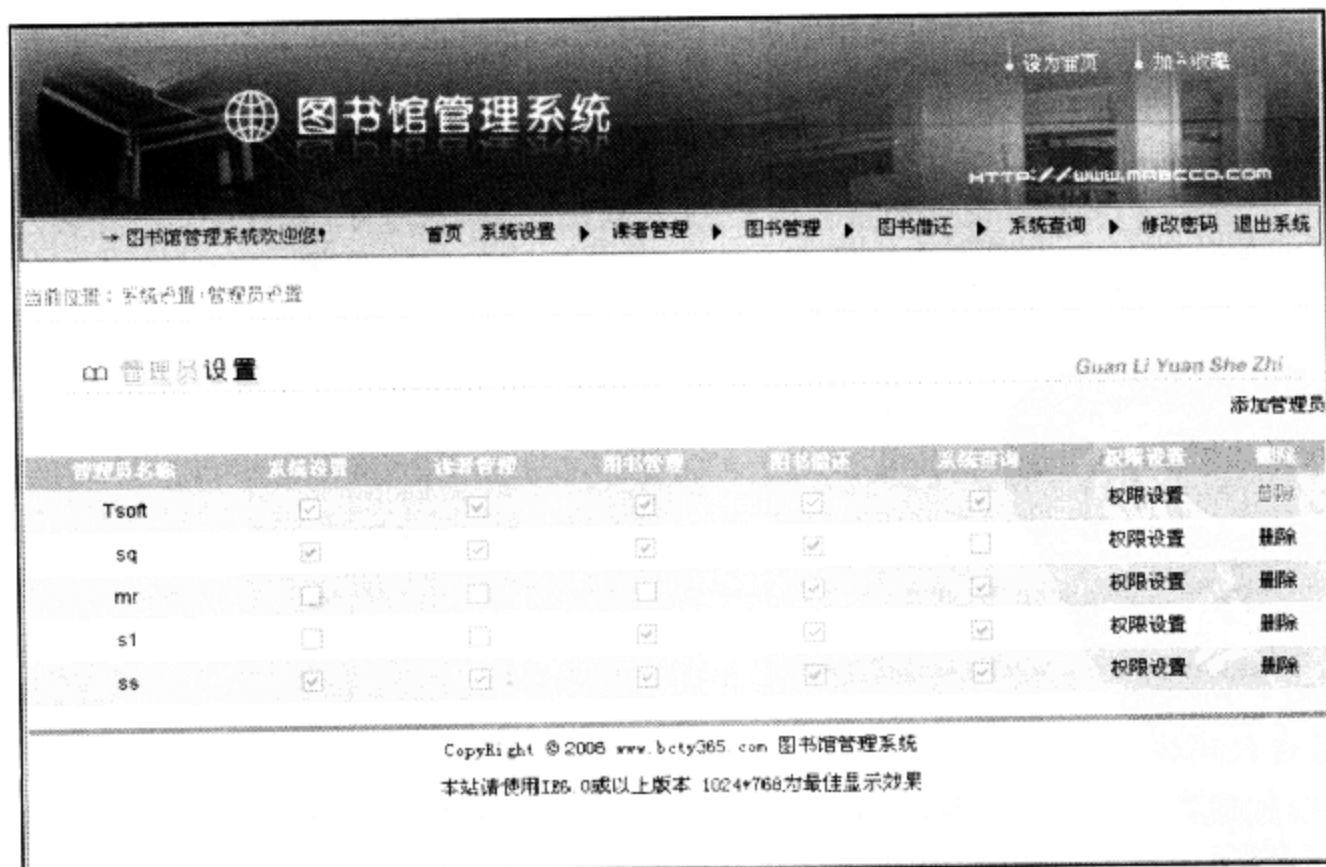 设为首页 加入收藏
图书馆管理系统
HTTP://WWW.MRBCCD.COM
→ 图书馆管理系统欢迎您! 首页 系统设置 ▶ 读者管理 ▶ 图书管理 ▶ 图书借还 ▶ 系统查询 ▶ 修改密码 退出系统
当前位置:系统设置>管理员设置
管理员设置 Guan Li Yuan She Zhi
添加管理员
管理员名称 系统设置 读者管理 图书管理 图书借还 系统查询 权限设置 删除
Tsoft 权限设置 删除
sq 权限设置 删除
mr 权限设置 删除
s1 权限设置 删除
ss 权限设置 删除
CopyRight © 2006 www.bcty365.com 图书馆管理系统
本站请使用IE6.0或以上版本 1024*768为最佳显示效果